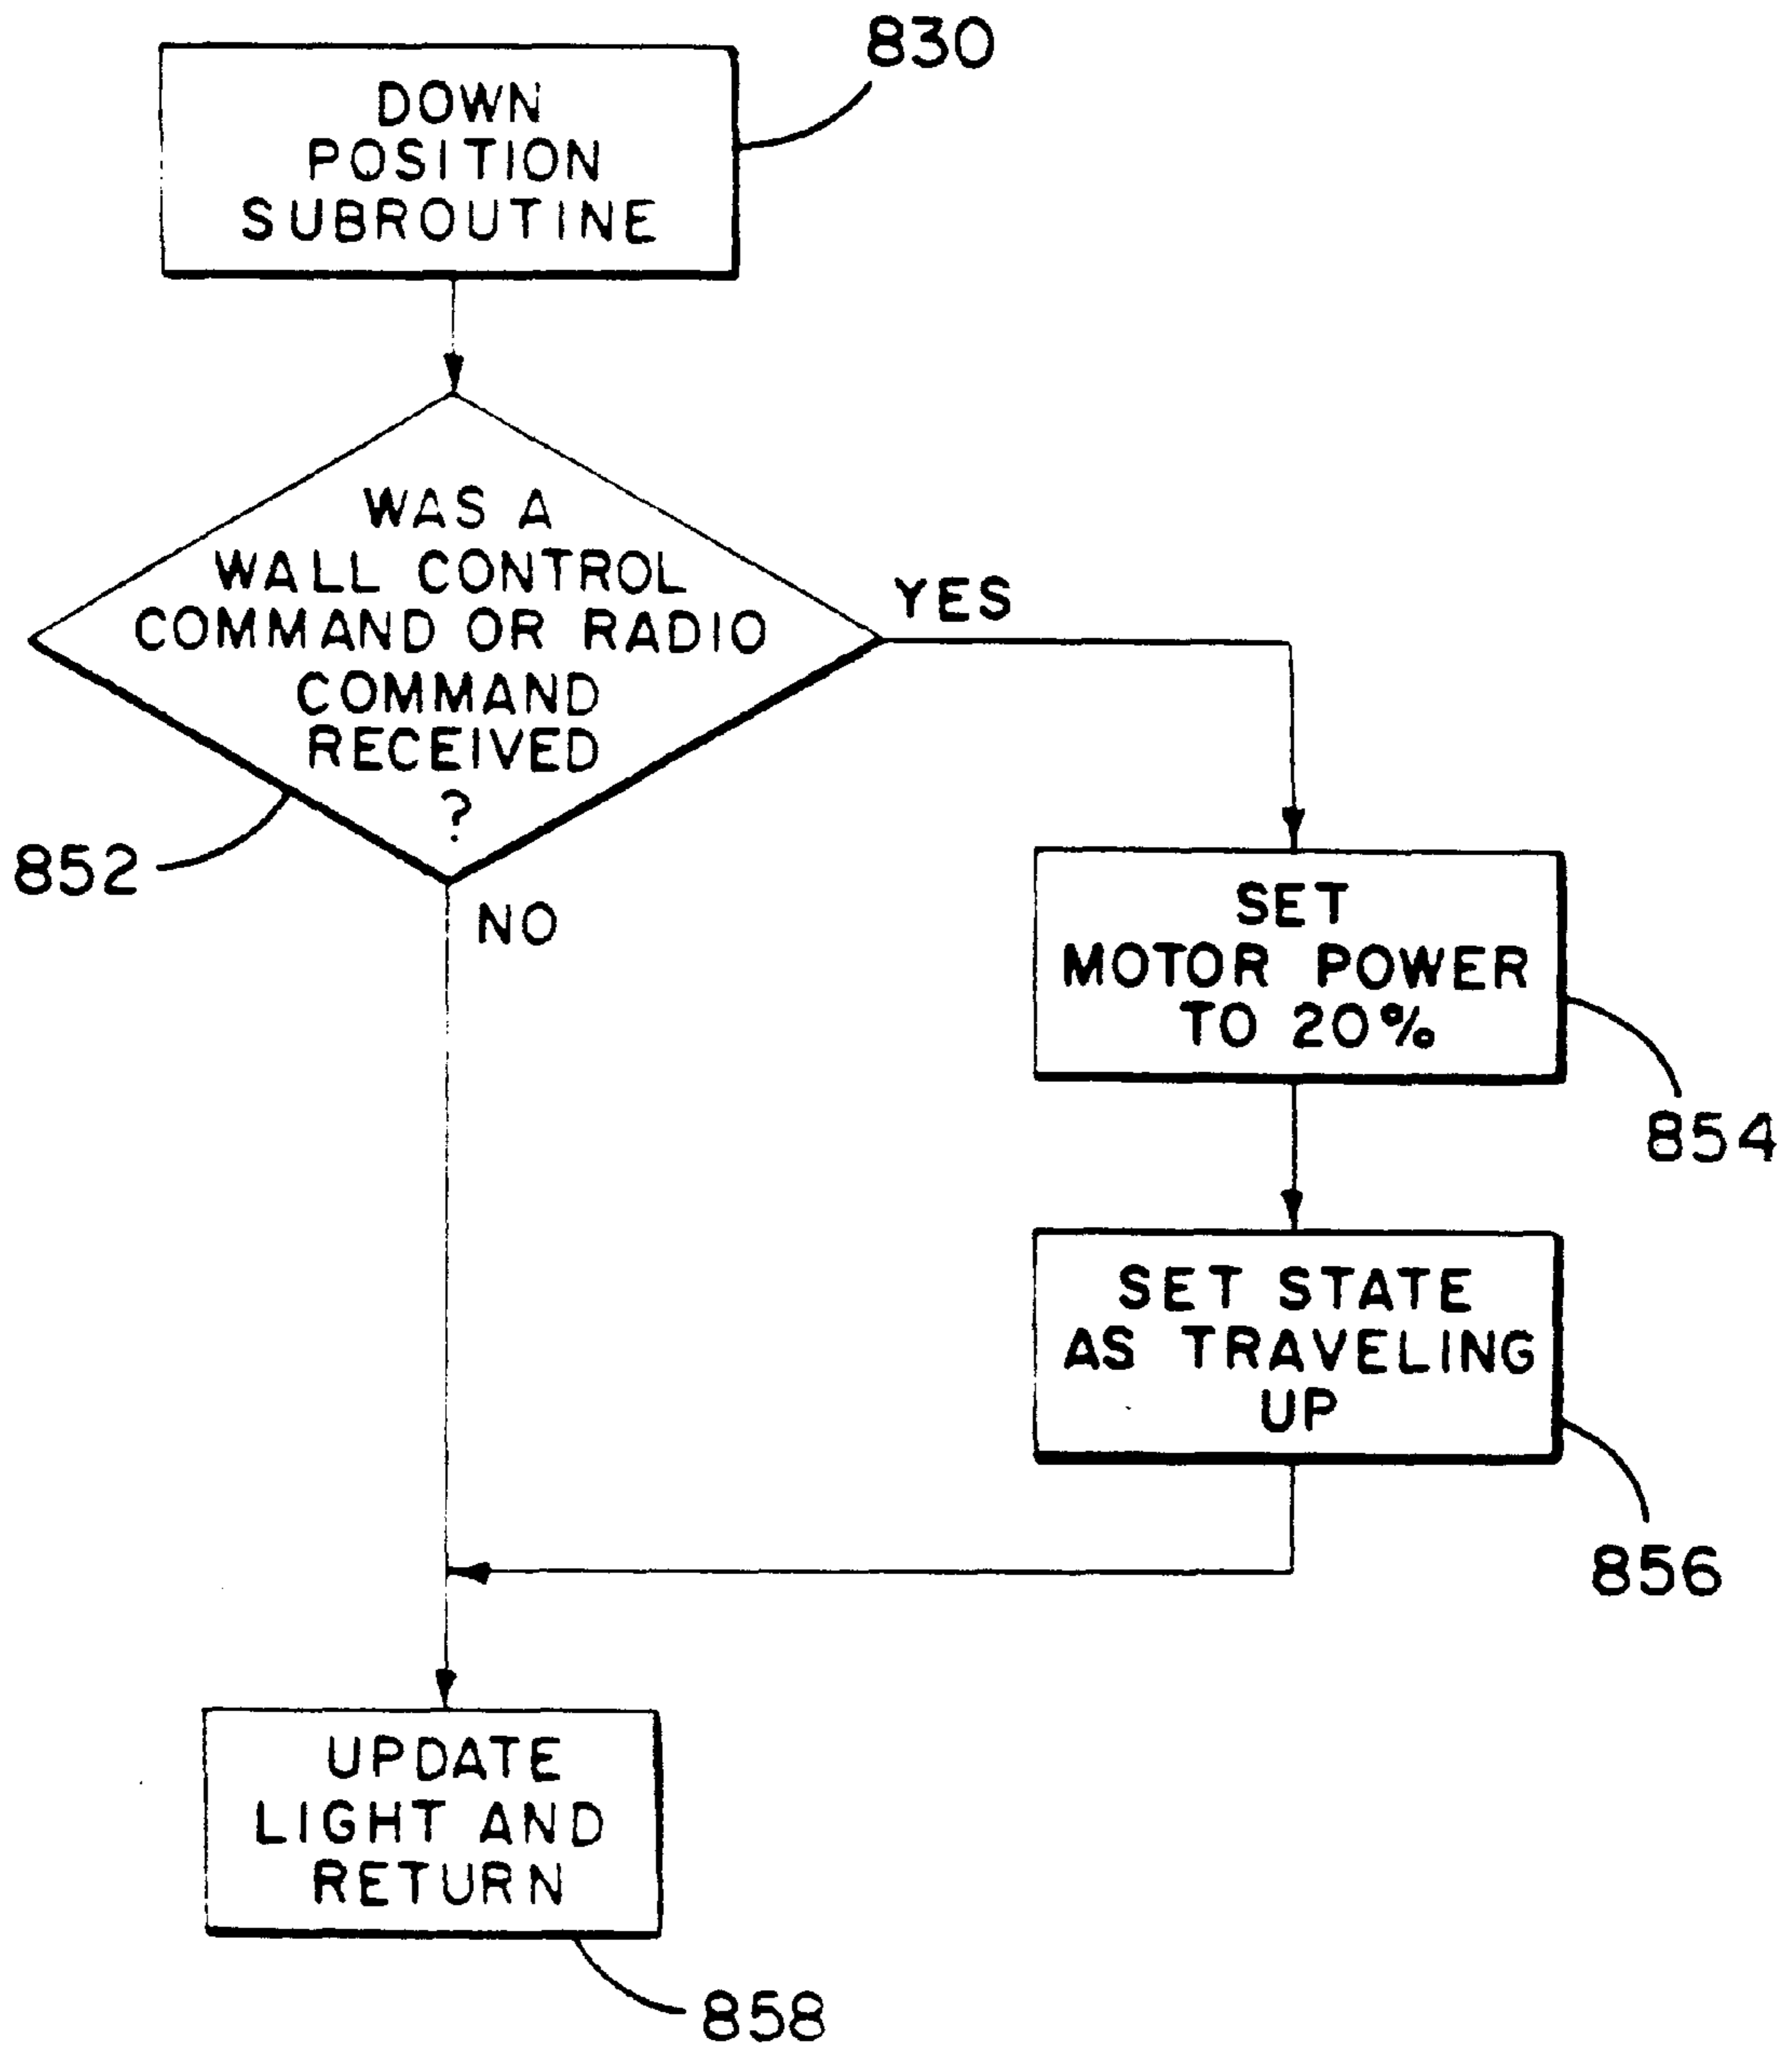 830
DOWN
POSITION
SUBROUTINE
WAS A
WALL CONTROL
COMMAND OR RADIO
COMMAND
RECEIVED
?
YES
852
NO
SET
MOTOR POWER
TO 20%
854
SET STATE
AS TRAVELING
UP
856
UPDATE
LIGHT AND
RETURN
858